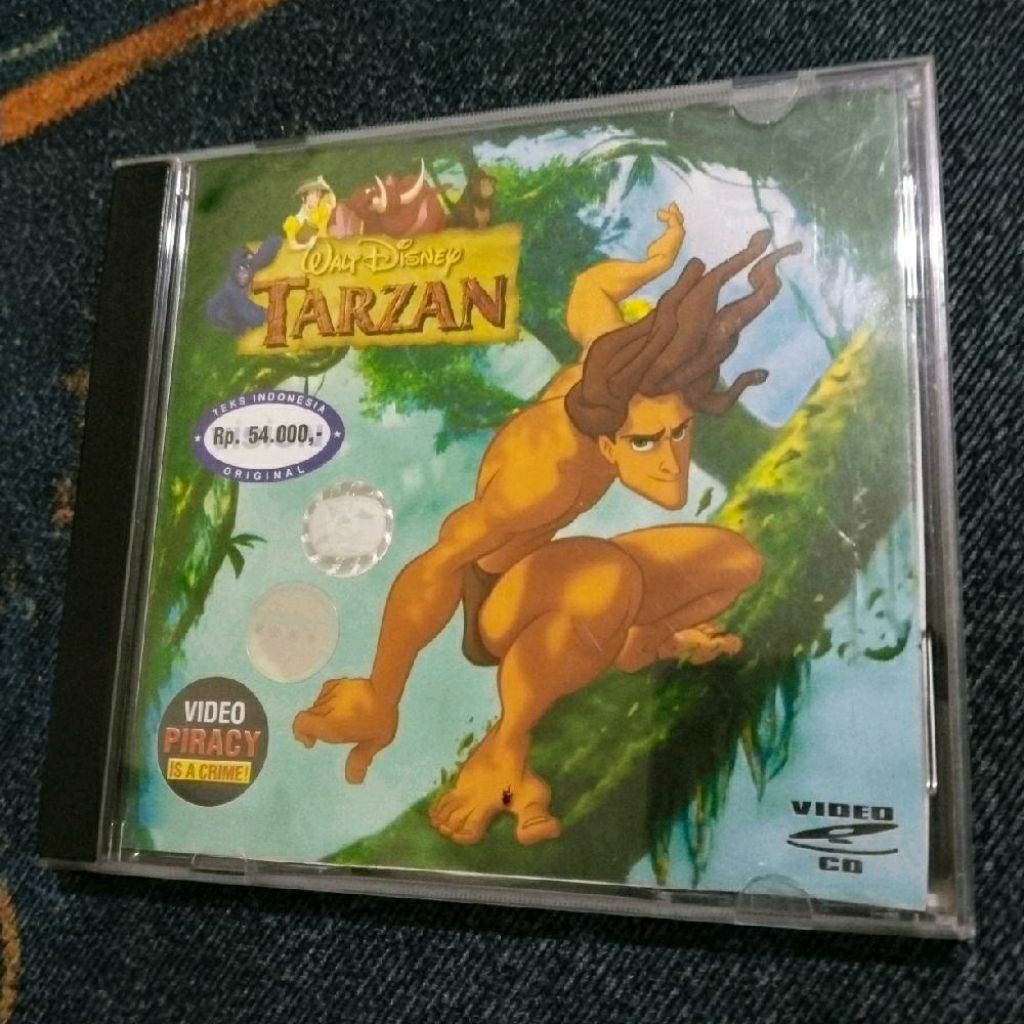 WALT DISNEY
TARZAN
TEKS INDONESIA
Rp. 54.000,-
ORIGINAL
VIDEO
PIRACY
IS A CRIME!
VIDEO
CD